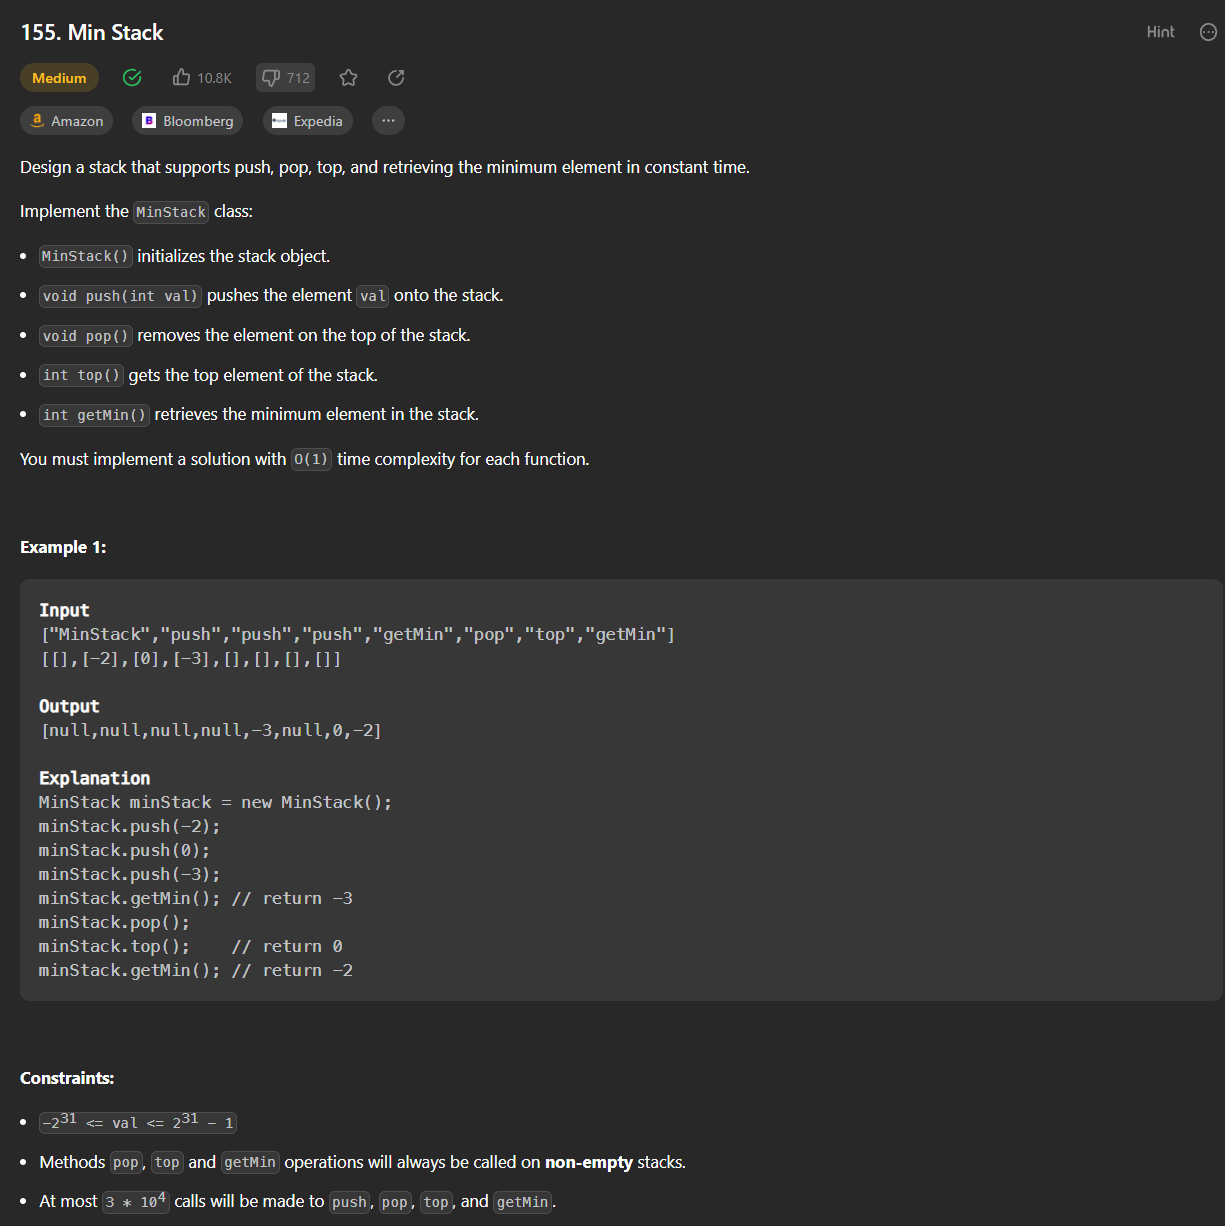 155. Min Stack
Hint
Medium
10.8K
712
Amazon
Bloomberg
Expedia
Design a stack that supports push, pop, top, and retrieving the minimum element in constant time.
Implement the MinStack class:
• MinStack() initializes the stack object.
• void push(int val) pushes the element val onto the stack.
• void pop() removes the element on the top of the stack.
• int top() gets the top element of the stack.
• int getMin() retrieves the minimum element in the stack.
You must implement a solution with O(1) time complexity for each function.
Example 1:
Input
["MinStack","push","push","push","getMin","pop","top","getMin"]
[[],[-2],[0],[-3],[],[],[],[]]
Output
[null,null,null,null,-3,null,0,-2]
Explanation
MinStack minStack = new MinStack();
minStack.push(-2);
minStack.push(0);
minStack.push(-3);
minStack.getMin(); // return -3
minStack.pop();
minStack.top();    // return 0
minStack.getMin(); // return -2
Constraints:
• -2³¹ <= val <= 2³¹ - 1
• Methods pop, top and getMin operations will always be called on non-empty stacks.
• At most 3 * 10⁴ calls will be made to push, pop, top, and getMin.